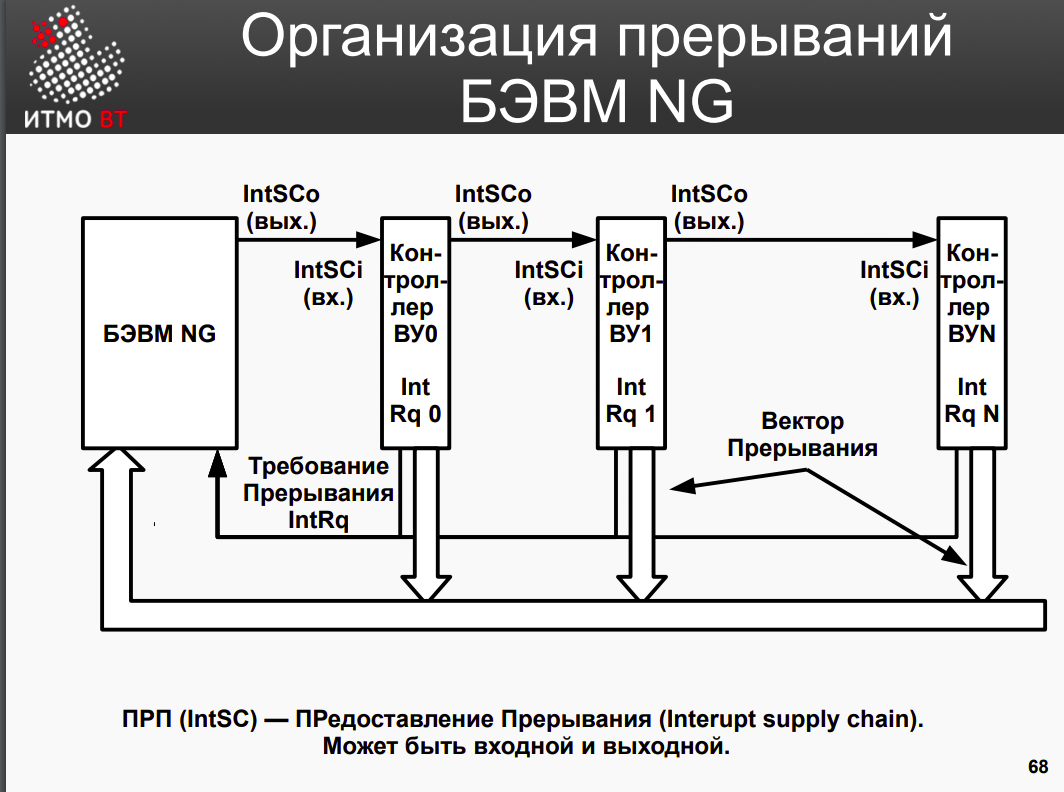 Организация прерываний
БЭВМ NG
ИТМО ВТ
IntSCo
(вых.)
IntSCo
(вых.)
IntSCo
(вых.)
IntSCi
(вх.)
IntSCi
(вх.)
IntSCi
(вх.)
БЭВМ NG
Кон-
трол-
лер
ВУ0
Int
Rq 0
Кон-
трол-
лер
ВУ1
Int
Rq 1
Кон-
трол-
лер
ВУN
Int
Rq N
Вектор
Прерывания
Требование
Прерывания
IntRq
ПРП (IntSC) — ПРедоставление Прерывания (Interupt supply chain).
Может быть входной и выходной.
68